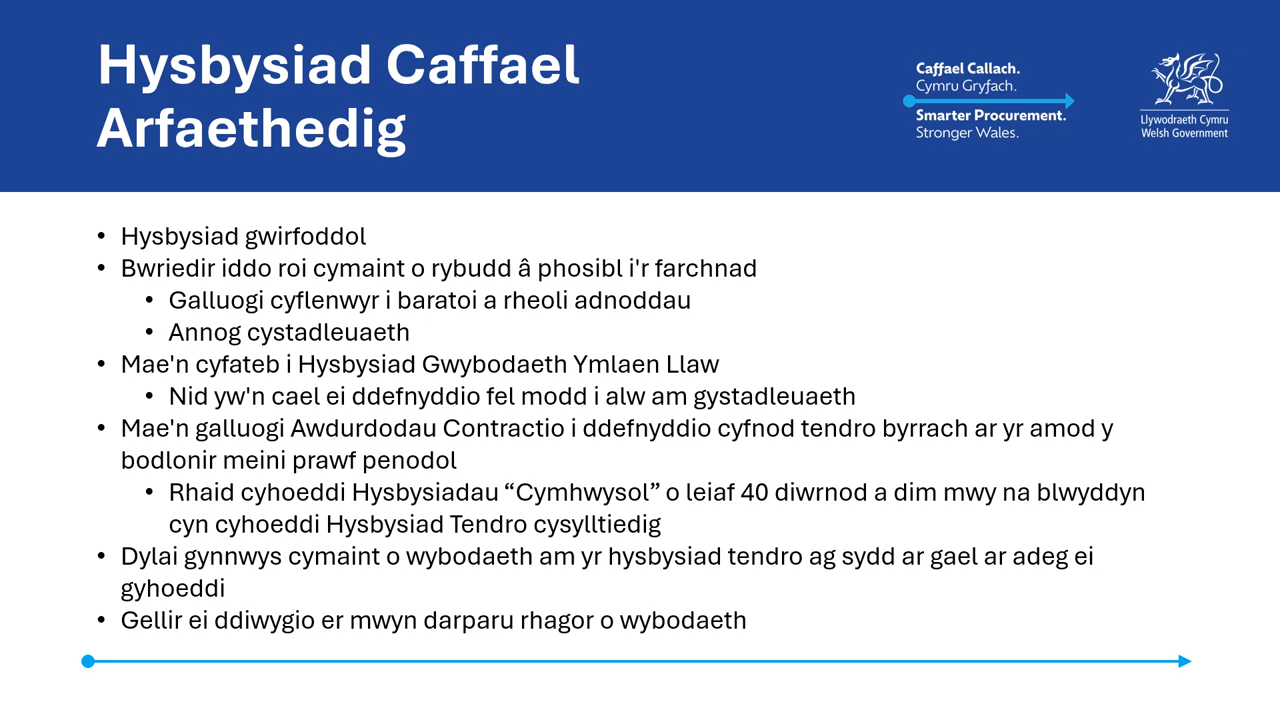 Hysbysiad Caffael
Arfaethedig
Caffael Callach.
Cymru Gryfach.
Smarter Procurement.
Stronger Wales.
Llywodraeth Cymru
Welsh Government
• Hysbysiad gwirfoddol
• Bwriedir iddo roi cymaint o rybudd â phosibl i'r farchnad
• Galluogi cyflenwyr i baratoi a rheoli adnoddau
• Annog cystadleuaeth
• Mae'n cyfateb i Hysbysiad Gwybodaeth Ymlaen Llaw
• Nid yw'n cael ei ddefnyddio fel modd i alw am gystadleuaeth
• Mae'n galluogi Awdurdodau Contractio i ddefnyddio cyfnod tendro byrrach ar yr amod y
bodlonir meini prawf penodol
• Rhaid cyhoeddi Hysbysiadau “Cymhwysol” o leiaf 40 diwrnod a dim mwy na blwyddyn
cyn cyhoeddi Hysbysiad Tendro cysylltiedig
• Dylai gynnwys cymaint o wybodaeth am yr hysbysiad tendro ag sydd ar gael ar adeg ei
gyhoeddi
• Gellir ei ddiwygio er mwyn darparu rhagor o wybodaeth